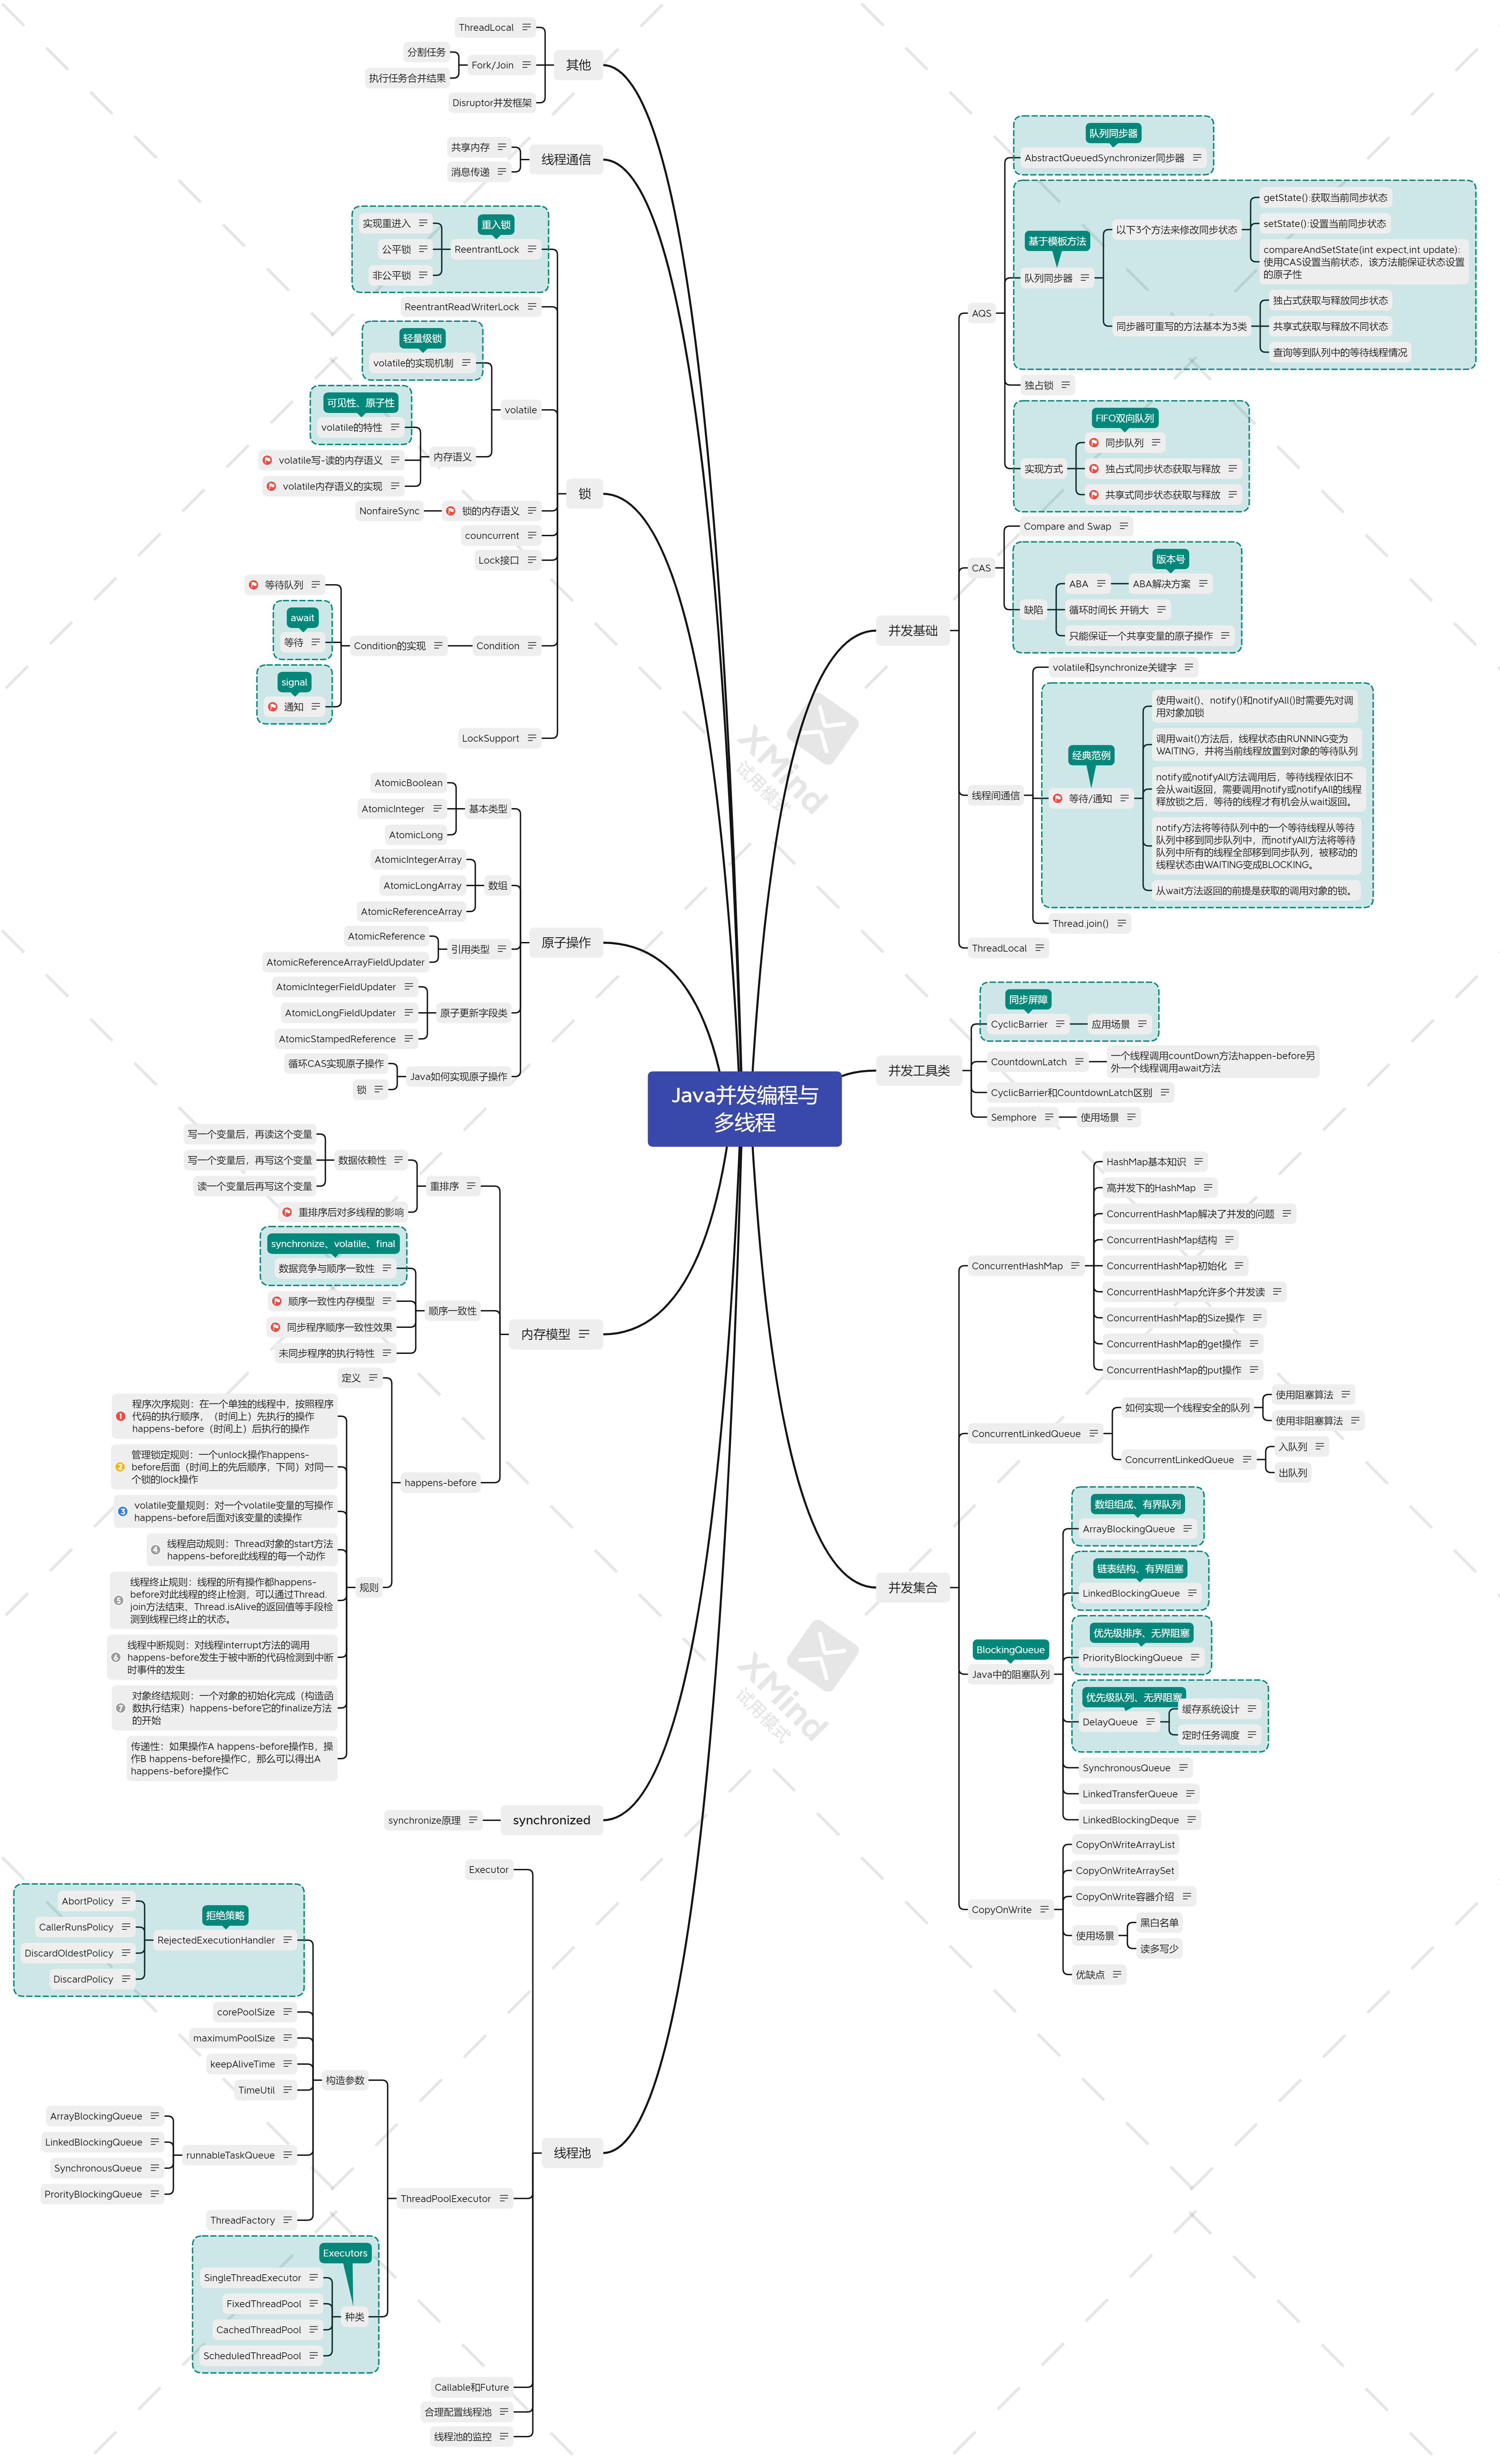 Java并发编程与
多线程
并发基础
AQS
队列同步器
AbstractQueuedSynchronizer同步器
基于模板方法
队列同步器
以下3个方法来修改同步状态
getState():获取当前同步状态
setState():设置当前同步状态
compareAndSetState(int expect,int update):
使用CAS设置当前状态，该方法能保证状态设置
的原子性
同步器可重写的方法基本为3类
独占式获取与释放同步状态
共享式获取与释放不同状态
查询等到队列中的等待线程情况
独占锁
FIFO双向队列
实现方式
同步队列
独占式同步状态获取与释放
共享式同步状态获取与释放
CAS
Compare and Swap
版本号
缺陷
ABA
ABA解决方案
循环时间长 开销大
只能保证一个共享变量的原子操作
线程间通信
volatile和synchronize关键字
经典范例
等待/通知
使用wait()、notify()和notifyAll()时需要先对调
用对象加锁
调用wait()方法后，线程状态由RUNNING变为
WAITING，并将当前线程放置到对象的等待队列
notify或notifyAll方法调用后，等待线程依旧不
会从wait返回，需要调用notify或notifyAll的线程
释放锁之后，等待的线程才有机会从wait返回。
notify方法将等待队列中的一个等待线程从等待
队列中移到同步队列中，而notifyAll方法将等待
队列中所有的线程全部移到同步队列，被移动的
线程状态由WAITING变成BLOCKING。
从wait方法返回的前提是获取的调用对象的锁。
Thread.join()
ThreadLocal
并发工具类
同步屏障
CyclicBarrier
应用场景
CountdownLatch
一个线程调用countDown方法happen-before另
外一个线程调用await方法
CyclicBarrier和CountdownLatch区别
Semphore
使用场景
并发集合
ConcurrentHashMap
HashMap基本知识
高并发下的HashMap
ConcurrentHashMap解决了并发的问题
ConcurrentHashMap结构
ConcurrentHashMap初始化
ConcurrentHashMap允许多个并发读
ConcurrentHashMap的Size操作
ConcurrentHashMap的get操作
ConcurrentHashMap的put操作
ConcurrentLinkedQueue
如何实现一个线程安全的队列
使用阻塞算法
使用非阻塞算法
ConcurrentLinkedQueue
入队列
出队列
BlockingQueue
Java中的阻塞队列
数组组成、有界队列
ArrayBlockingQueue
链表结构、有界阻塞
LinkedBlockingQueue
优先级排序、无界阻塞
PriorityBlockingQueue
优先级队列、无界阻塞
DelayQueue
缓存系统设计
定时任务调度
SynchronousQueue
LinkedTransferQueue
LinkedBlockingDeque
CopyOnWrite
CopyOnWriteArrayList
CopyOnWriteArraySet
CopyOnWrite容器介绍
使用场景
黑白名单
读多写少
优缺点
其他
ThreadLocal
Fork/Join
分割任务
执行任务合并结果
Disruptor并发框架
线程通信
共享内存
消息传递
锁
重入锁
ReentrantLock
实现重进入
公平锁
非公平锁
ReentrantReadWriterLock
volatile
轻量级锁
volatile的实现机制
内存语义
可见性、原子性
volatile的特性
volatile写-读的内存语义
volatile内存语义的实现
锁的内存语义
NonfaireSync
councurrent
Lock接口
Condition
Condition的实现
等待队列
await
等待
signal
通知
LockSupport
原子操作
基本类型
AtomicBoolean
AtomicInteger
AtomicLong
数组
AtomicIntegerArray
AtomicLongArray
AtomicReferenceArray
引用类型
AtomicReference
AtomicReferenceArrayFieldUpdater
原子更新字段类
AtomicIntegerFieldUpdater
AtomicLongFieldUpdater
AtomicStampedReference
Java如何实现原子操作
循环CAS实现原子操作
锁
内存模型
重排序
数据依赖性
写一个变量后，再读这个变量
写一个变量后，再写这个变量
读一个变量后再写这个变量
重排序后对多线程的影响
顺序一致性
synchronize、volatile、final
数据竞争与顺序一致性
顺序一致性内存模型
同步程序顺序一致性效果
未同步程序的执行特性
happens-before
定义
规则
1 程序次序规则：在一个单独的线程中，按照程序
代码的执行顺序，（时间上）先执行的操作
happens-before（时间上）后执行的操作
2 管理锁定规则：一个unlock操作happens-
before后面（时间上的先后顺序，下同）对同一
个锁的lock操作
3 volatile变量规则：对一个volatile变量的写操作
happens-before后面对该变量的读操作
4 线程启动规则：Thread对象的start方法
happens-before此线程的每一个动作
5 线程终止规则：线程的所有操作都happens-
before对此线程的终止检测，可以通过Thread.
join方法结束、Thread.isAlive的返回值等手段检
测到线程已终止的状态。
6 线程中断规则：对线程interrupt方法的调用
happens-before发生于被中断的代码检测到中断
时事件的发生
7 对象终结规则：一个对象的初始化完成（构造函
数执行结束）happens-before它的finalize方法
的开始
传递性：如果操作A happens-before操作B，操
作B happens-before操作C，那么可以得出A
happens-before操作C
synchronized
synchronize原理
线程池
Executor
ThreadPoolExecutor
构造参数
拒绝策略
RejectedExecutionHandler
AbortPolicy
CallerRunsPolicy
DiscardOldestPolicy
DiscardPolicy
corePoolSize
maximumPoolSize
keepAliveTime
TimeUtil
runnableTaskQueue
ArrayBlockingQueue
LinkedBlockingQueue
SynchronousQueue
ProrityBlockingQueue
ThreadFactory
Executors
种类
SingleThreadExecutor
FixedThreadPool
CachedThreadPool
ScheduledThreadPool
Callable和Future
合理配置线程池
线程池的监控
XMind
试用模式
XMind
试用模式